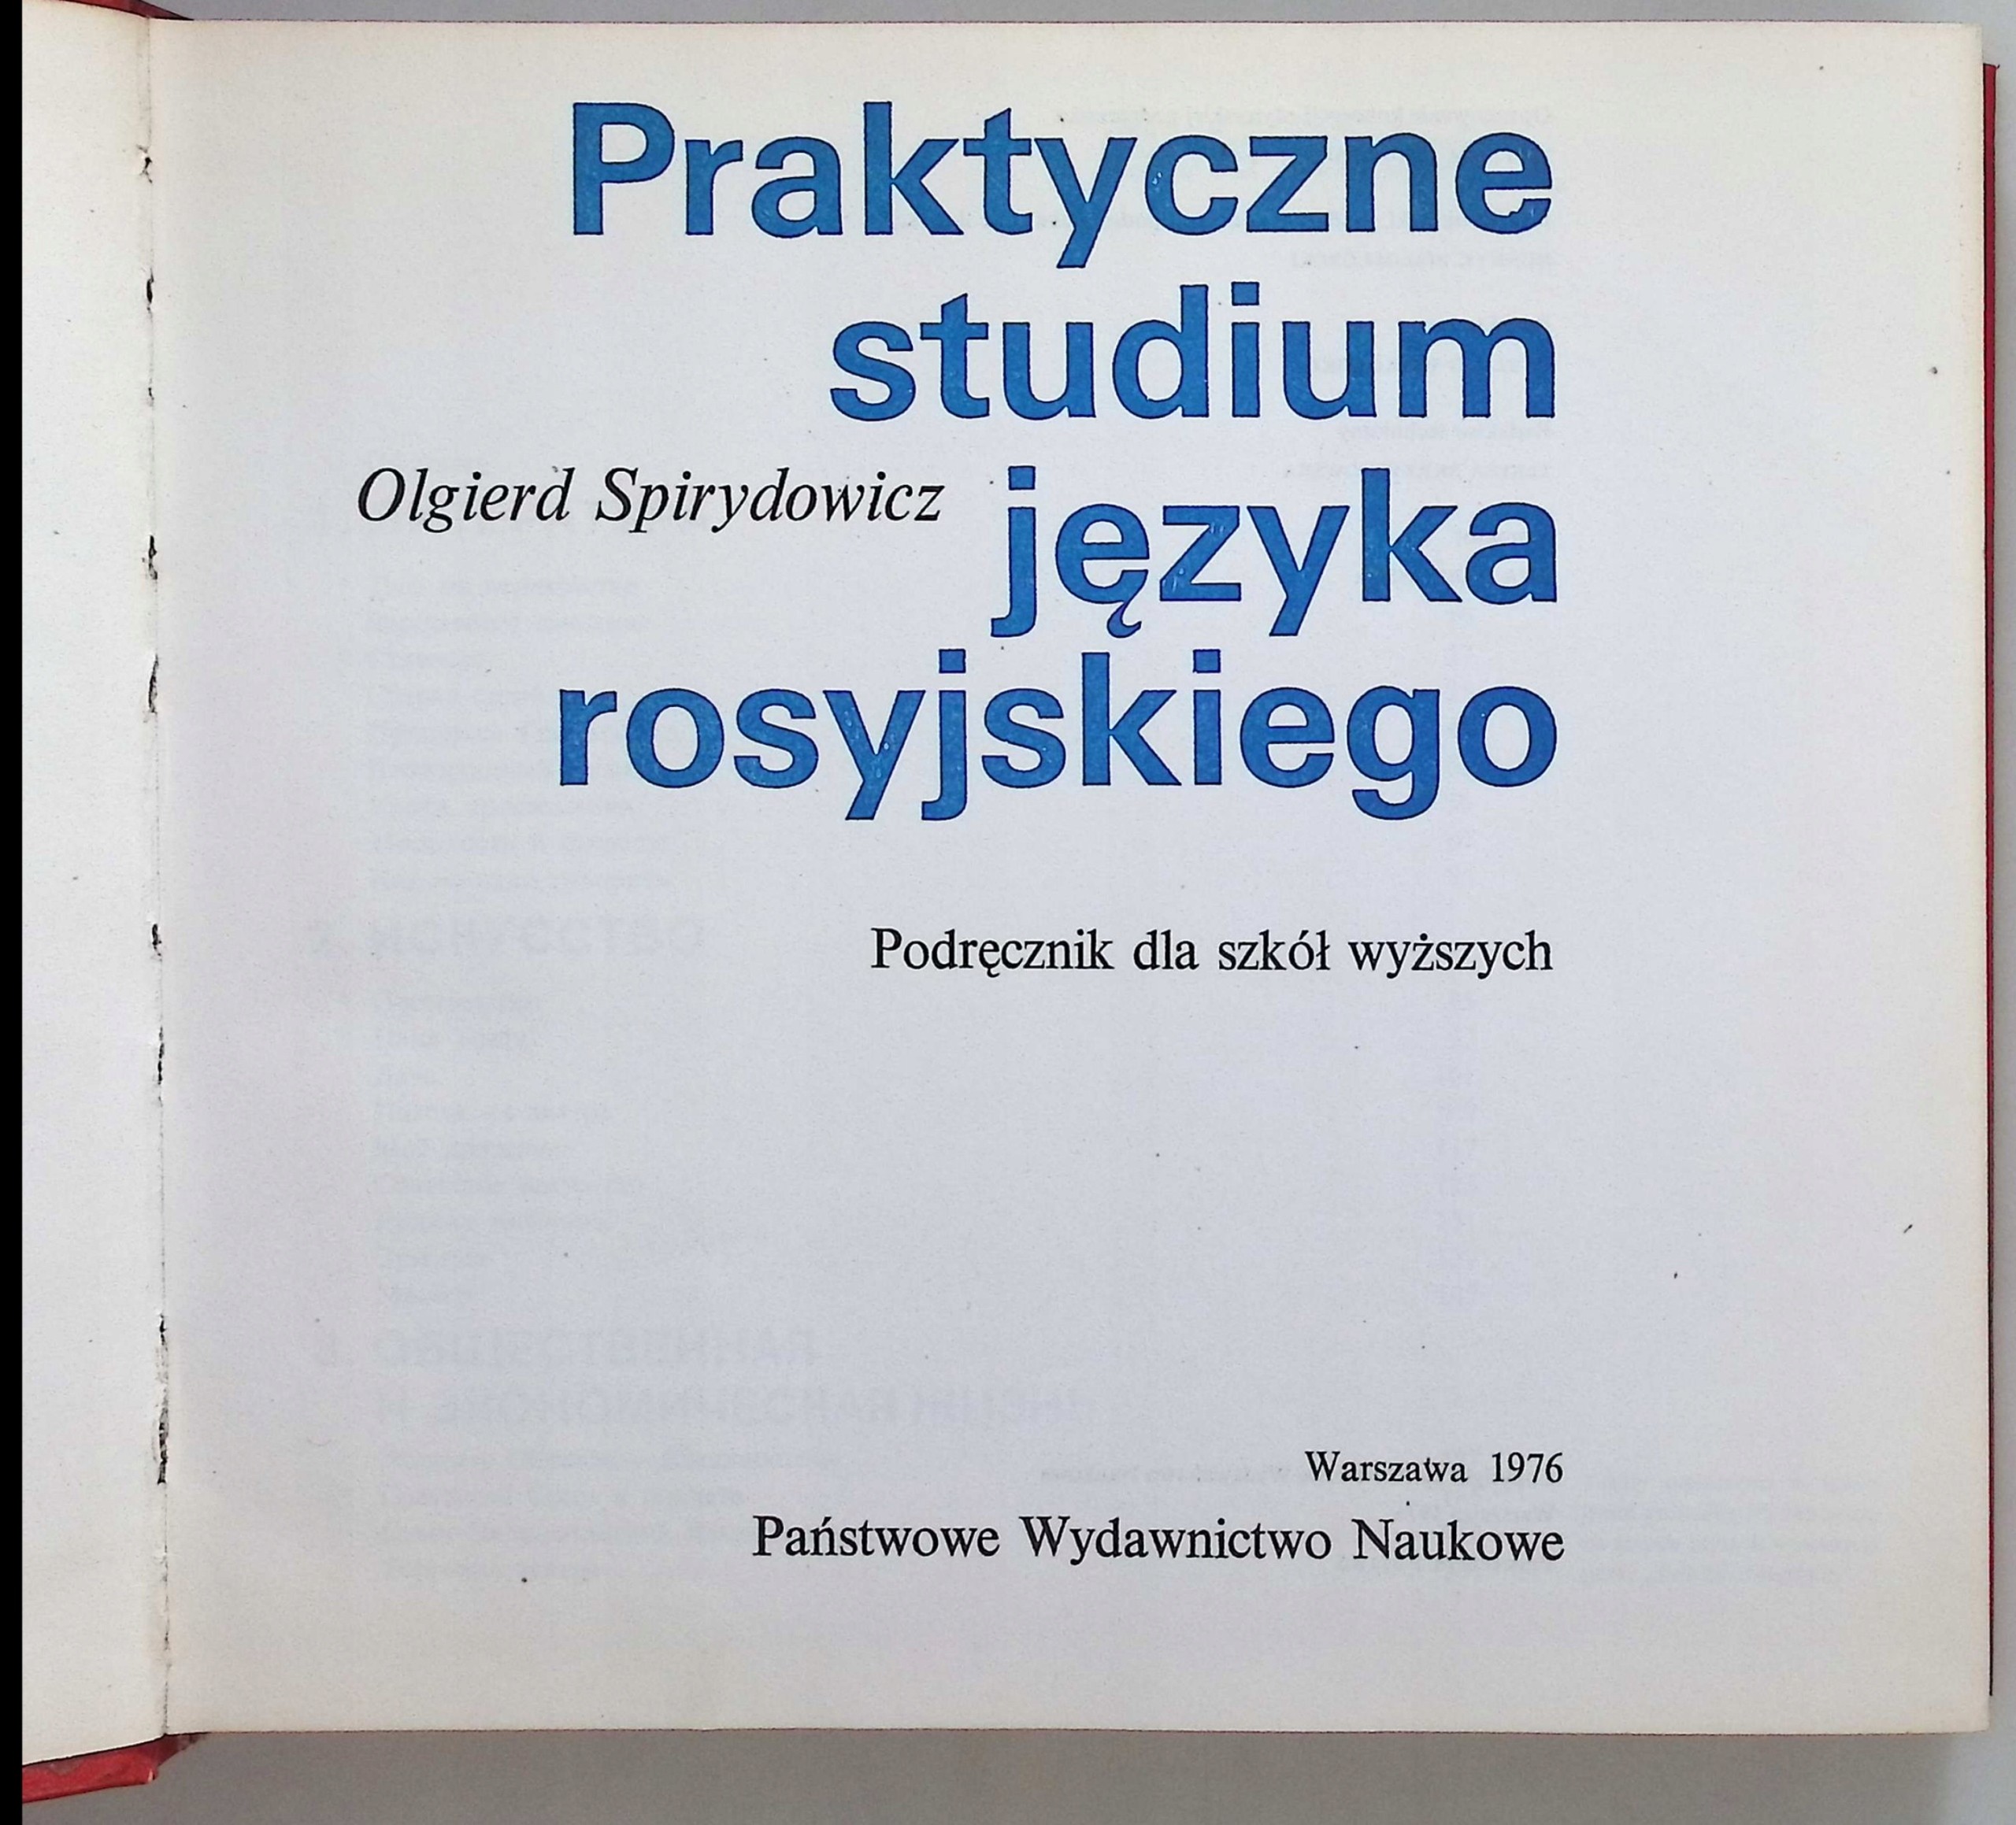 Praktyczne
studium
Olgierd Spirydowicz języka
rosyjskiego
Podręcznik dla szkół wyższych
Warszawa 1976
Państwowe Wydawnictwo Naukowe